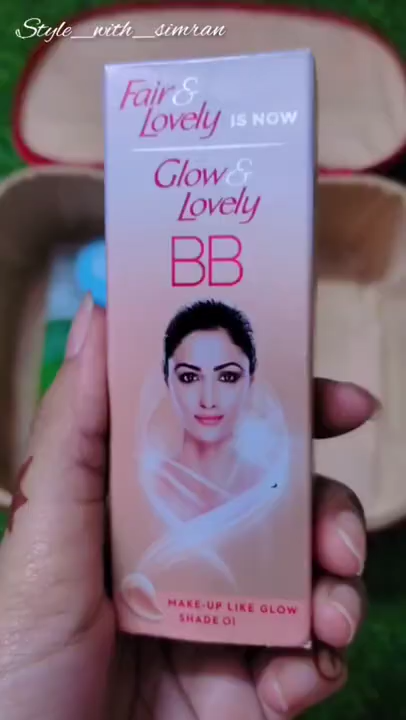 Style__with__simran
Fair & Lovely IS NOW
Glow & Lovely
BB
MAKE-UP LIKE GLOW
SHADE 01